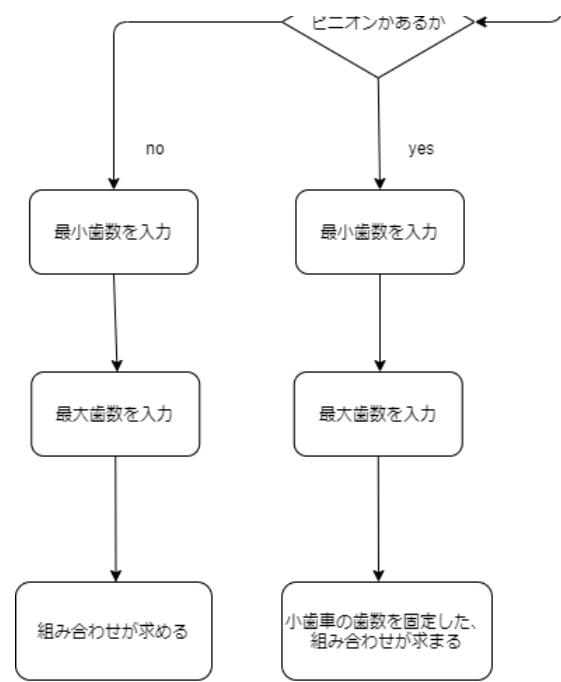 ピニオンがあるか
no
yes
最小歯数を入力
最小歯数を入力
最大歯数を入力
最大歯数を入力
組み合わせが求める
小歯車の歯数を固定した、
組み合わせが求まる